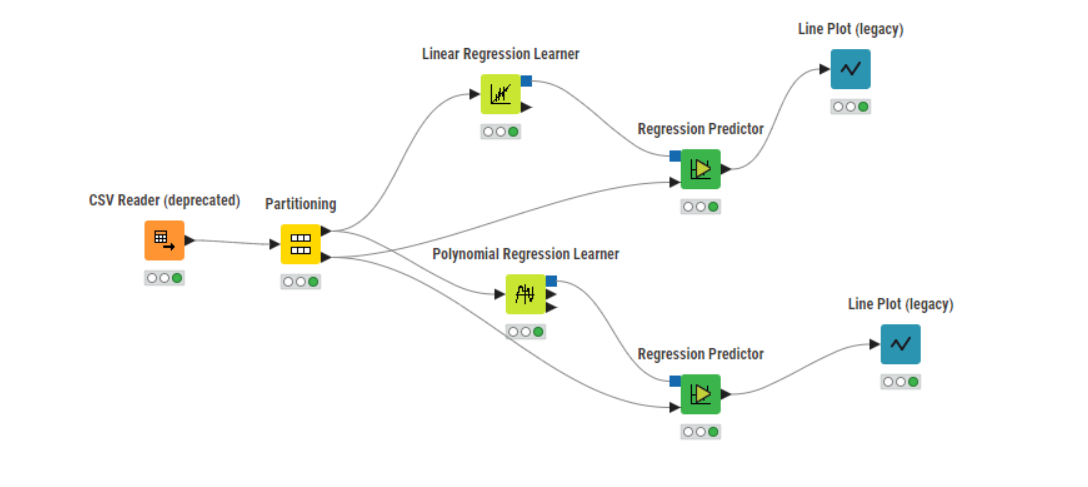 Line Plot (legacy)
Linear Regression Learner
Regression Predictor
CSV Reader (deprecated)
Partitioning
Polynomial Regression Learner
Line Plot (legacy)
Regression Predictor